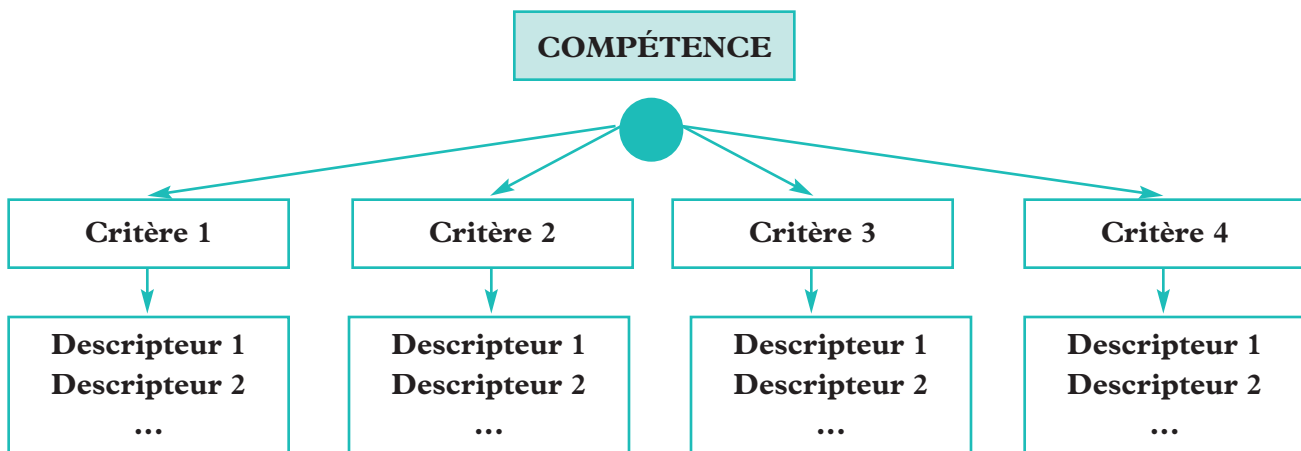 COMPÉTENCE
Critère 1
Critère 2
Critère 3
Critère 4
Descripteur 1
Descripteur 2
...
Descripteur 1
Descripteur 2
...
Descripteur 1
Descripteur 2
...
Descripteur 1
Descripteur 2
...